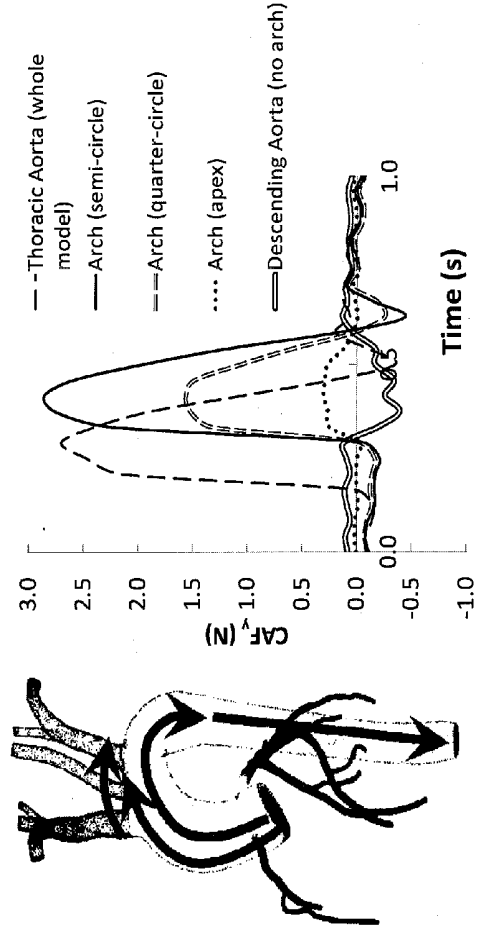 3.0
2.5
2.0
1.5
1.0
0.5
0.0
-0.5
-1.0
CAFy (N)
0.0
1.0
Time (s)
Thoracic Aorta (whole
model)
Arch (semi-circle)
Arch (quarter-circle)
Arch (apex)
Descending Aorta (no arch)